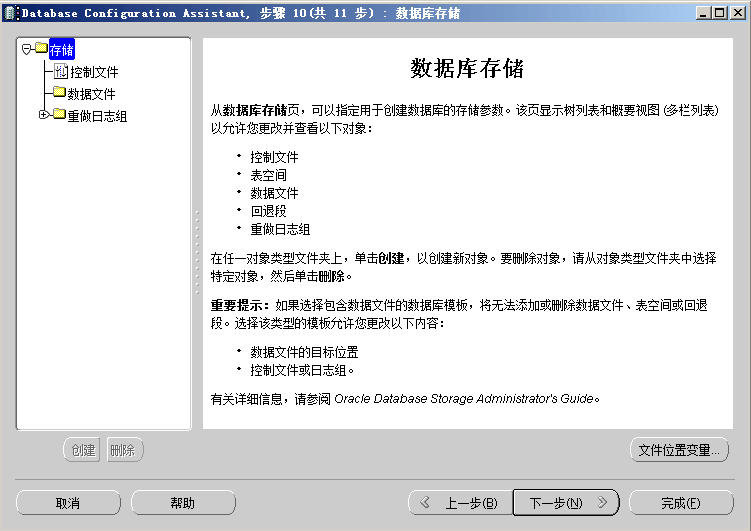 Database Configuration Assistant, 步骤 10(共 11 步) : 数据库存储
存储
控制文件
数据文件
重做日志组
数据库存储
从数据库存储页，可以指定用于创建数据库的存储参数。该页显示树列表和概要视图 (多栏列表)
以允许您更改并查看以下对象：
• 控制文件
• 表空间
• 数据文件
• 回退段
• 重做日志组
在任一对象类型文件夹上，单击创建，以创建新对象。要删除对象，请从对象类型文件夹中选择
特定对象，然后单击删除。
重要提示：如果选择包含数据文件的数据库模板，将无法添加或删除数据文件、表空间或回退
段。选择该类型的模板允许您更改以下内容：
• 数据文件的目标位置
• 控制文件或日志组。
有关详细信息，请参阅 Oracle Database Storage Administrator's Guide。
创建 删除 文件位置变量...
取消 帮助 上一步(B) 下一步(N) 完成(F)